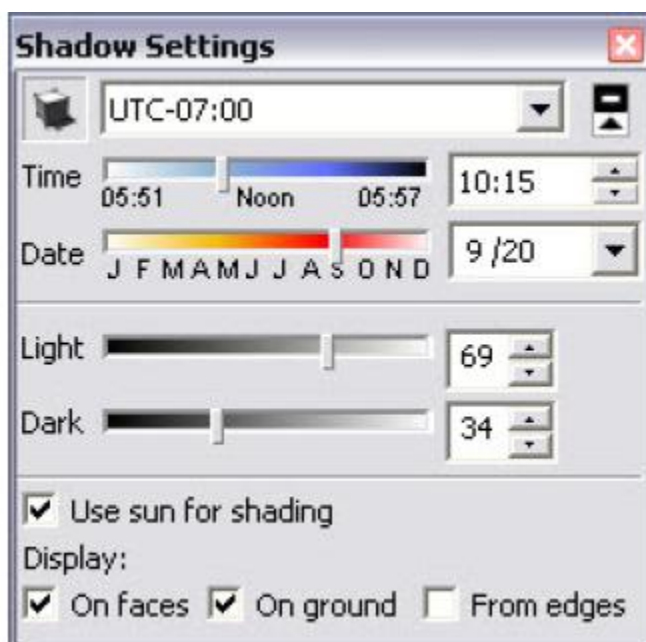 Shadow Settings
UTC-07:00
Time
10:15
05:51 Noon 05:57
Date
9 /20
J F M A M J J A S O N D
Light
69
Dark
34
Use sun for shading
Display:
On faces On ground From edges